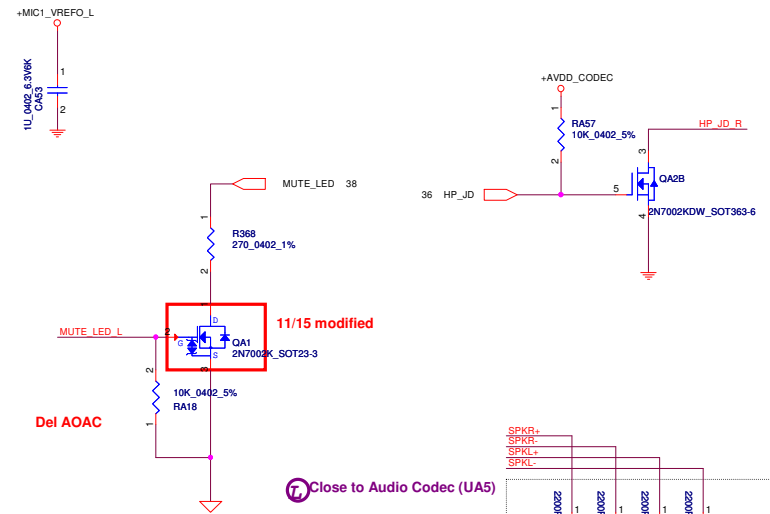 +MIC1_VREFO_L
1
1U_0402_6.3V6K
CA53
2
+AVDD_CODEC
1
RA57
10K_0402_5%
2
HP_JD_R
3
36 HP_JD
5
QA2B
4
2N7002KDW_SOT363-6
MUTE_LED 38
1
R368
270_0402_1%
2
1
D
11/15 modified
MUTE_LED_L
2
G
QA1
S
2N7002K_SOT23-3
3
2
10K_0402_5%
RA18
1
Del AOAC
Close to Audio Codec (UA5)
SPKR+
SPKR-
SPKL+
SPKL-
1
1
1
1